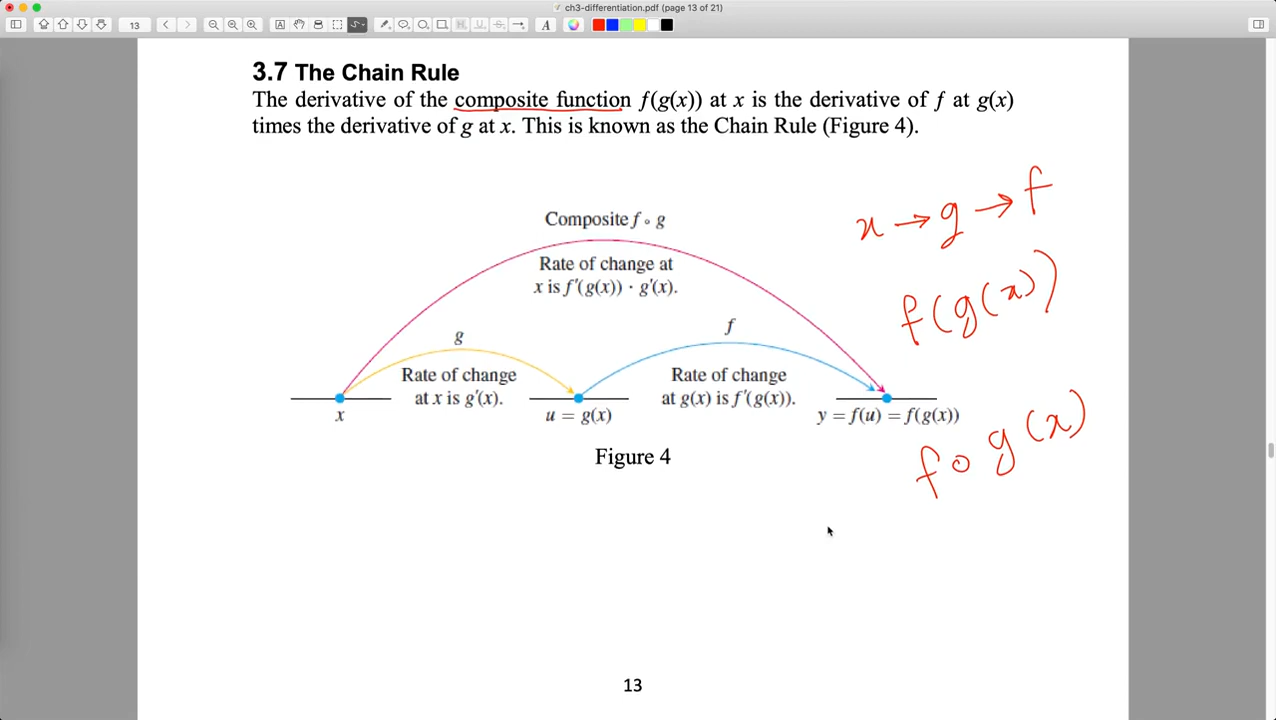 ch3-differentiation.pdf (page 13 of 21)
13
A
3.7 The Chain Rule
The derivative of the composite function f(g(x)) at x is the derivative of f at g(x)
times the derivative of g at x. This is known as the Chain Rule (Figure 4).
x → g → f
Composite f ∘ g
Rate of change at
x is f′(g(x)) · g′(x).
f(g(x))
g
f
Rate of change
at x is g′(x).
Rate of change
at g(x) is f′(g(x)).
x
u = g(x)
y = f(u) = f(g(x))
f ∘ g(x)
Figure 4
13